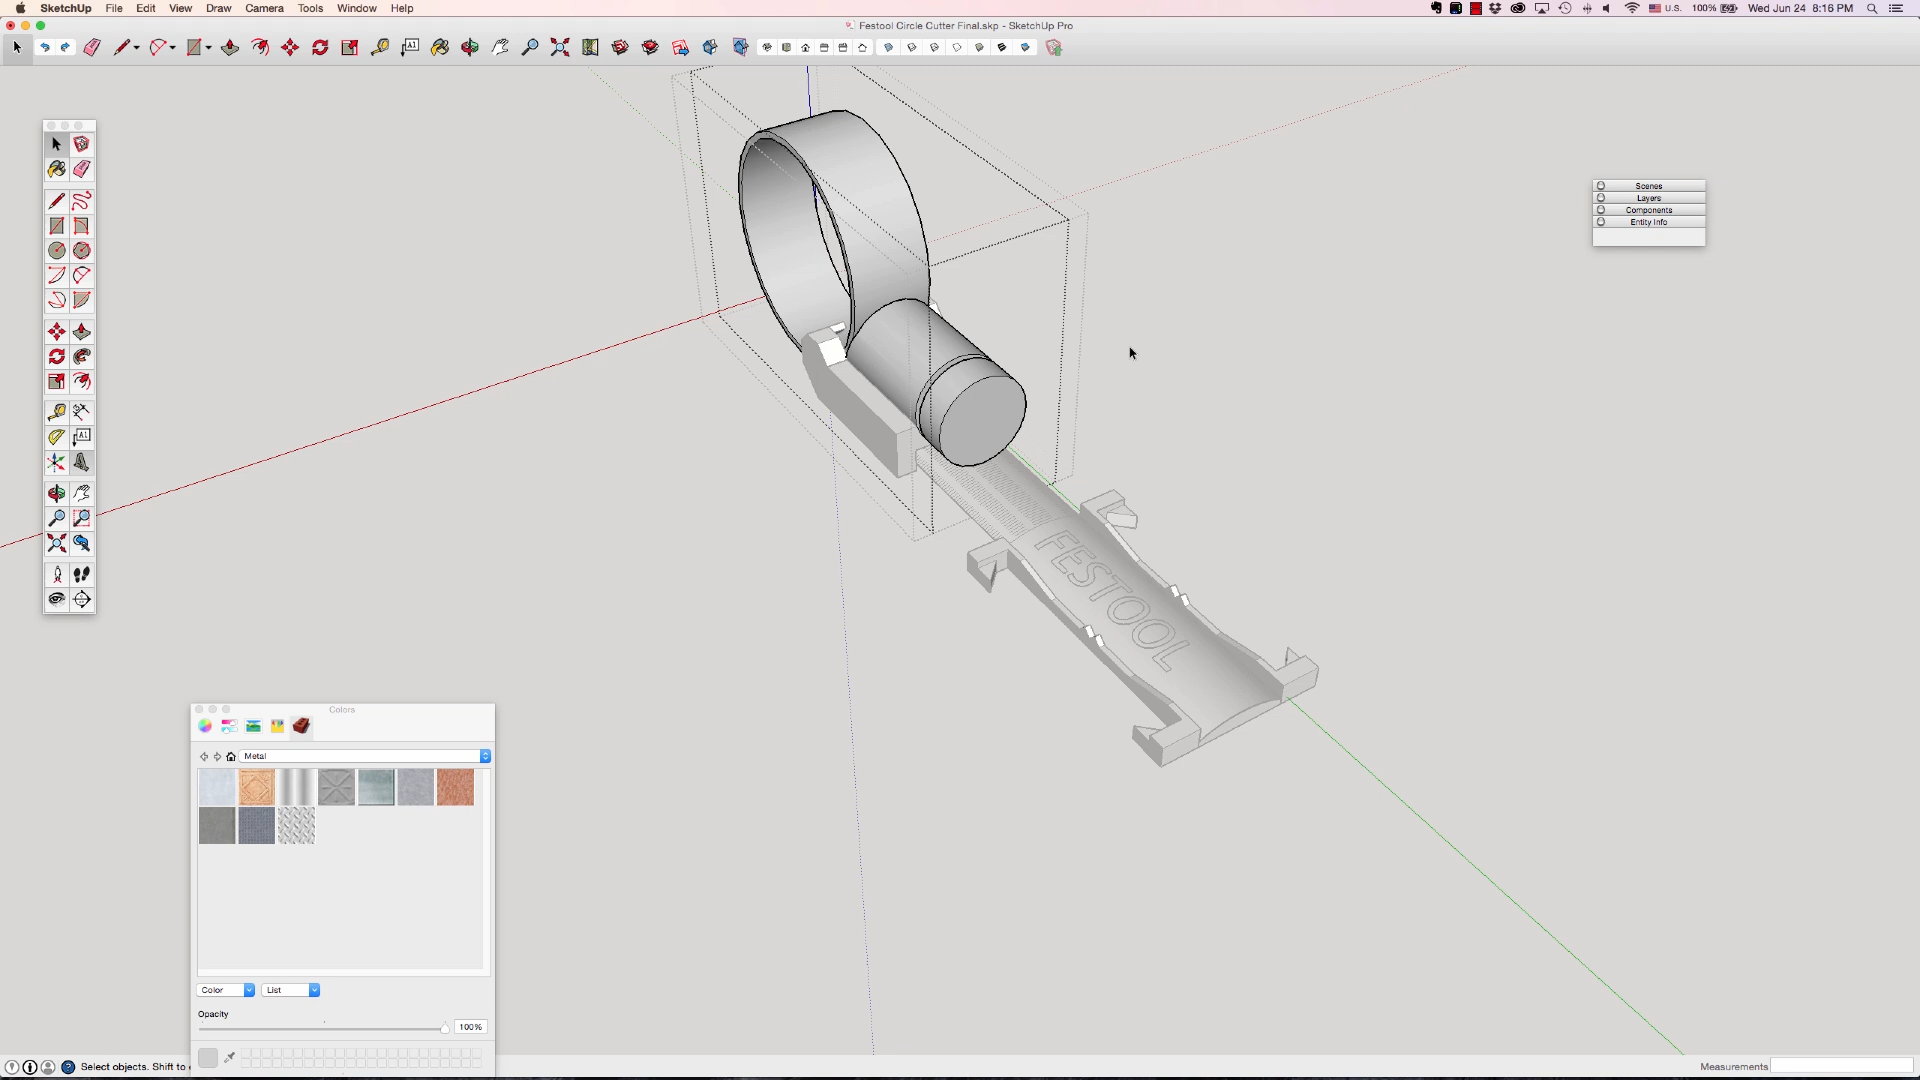 SketchUp File Edit View Draw Camera Tools Window Help
U.S. 100% Wed Jun 24 8:16 PM
Festool Circle Cutter Final.skp - SketchUp Pro
A1
A1
Scenes
Layers
Components
Entity Info
FESTOOL
Colors
Metal
Color List
Opacity
100%
Select objects. Shift to
Measurements